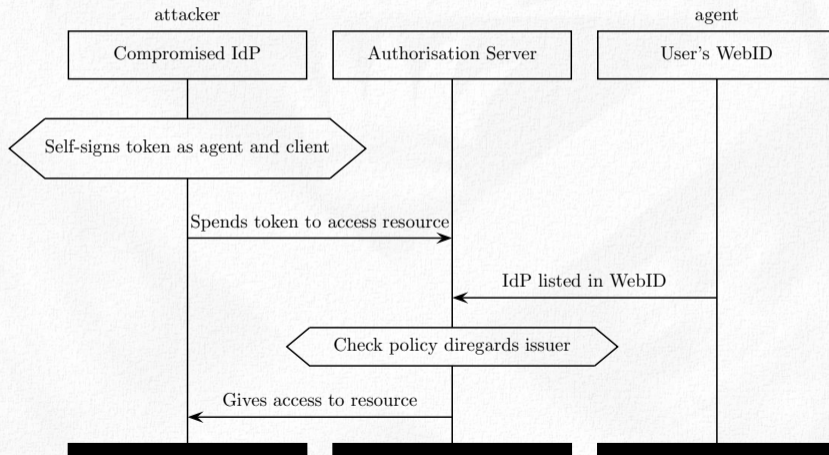 attacker
agent
Compromised IdP
Authorisation Server
User's WebID
Self-signs token as agent and client
Spends token to access resource
IdP listed in WebID
Check policy diregards issuer
Gives access to resource